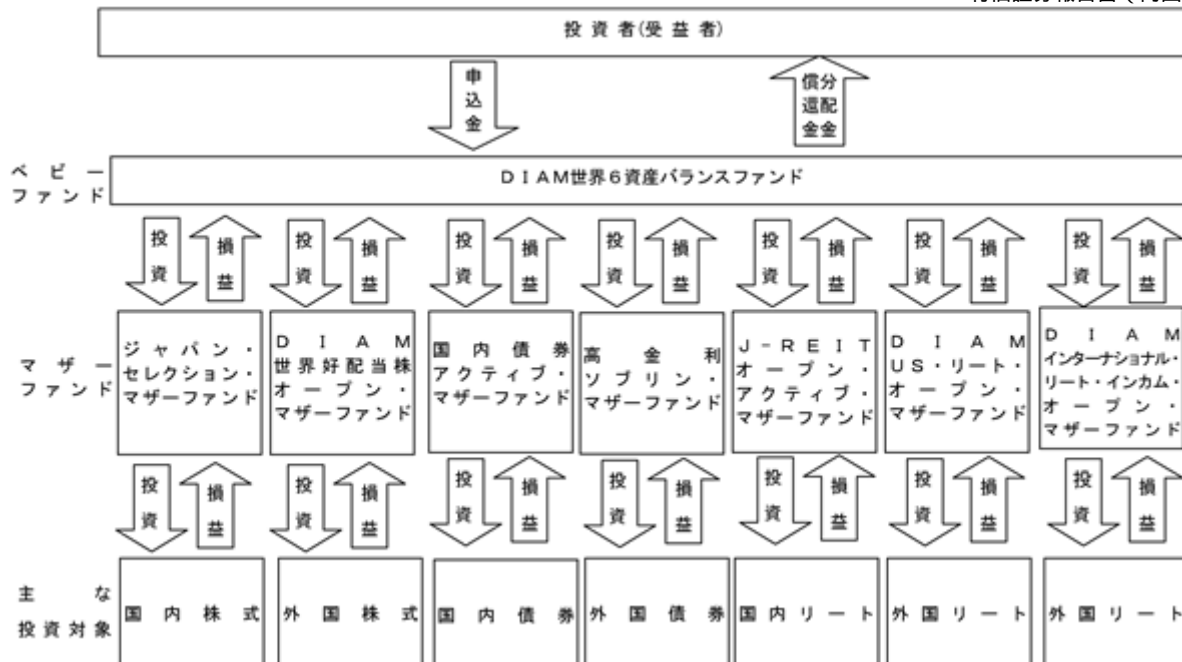 投資者(受益者)
申込金
償還金
分配金
ベビー
ファンド
DIAM世界6資産バランスファンド
投資
損益
投資
損益
投資
損益
投資
損益
投資
損益
投資
損益
投資
損益
マザー
ファンド
ジャパン・
セレクション・
マザーファンド
DIAM
世界好配当株
オープン・
マザーファンド
国内債券
アクティブ・
マザーファンド
高金利
ソブリン・
マザーファンド
J-REIT
オープン・
アクティブ・
マザーファンド
DIAM
US・リート・
オープン・
マザーファンド
DIAM
インターナショナル・
リート・インカム・
オープン・
マザーファンド
投資
損益
投資
損益
投資
損益
投資
損益
投資
損益
投資
損益
投資
損益
主な
投資対象
国内株式
外国株式
国内債券
外国債券
国内リート
外国リート
外国リート